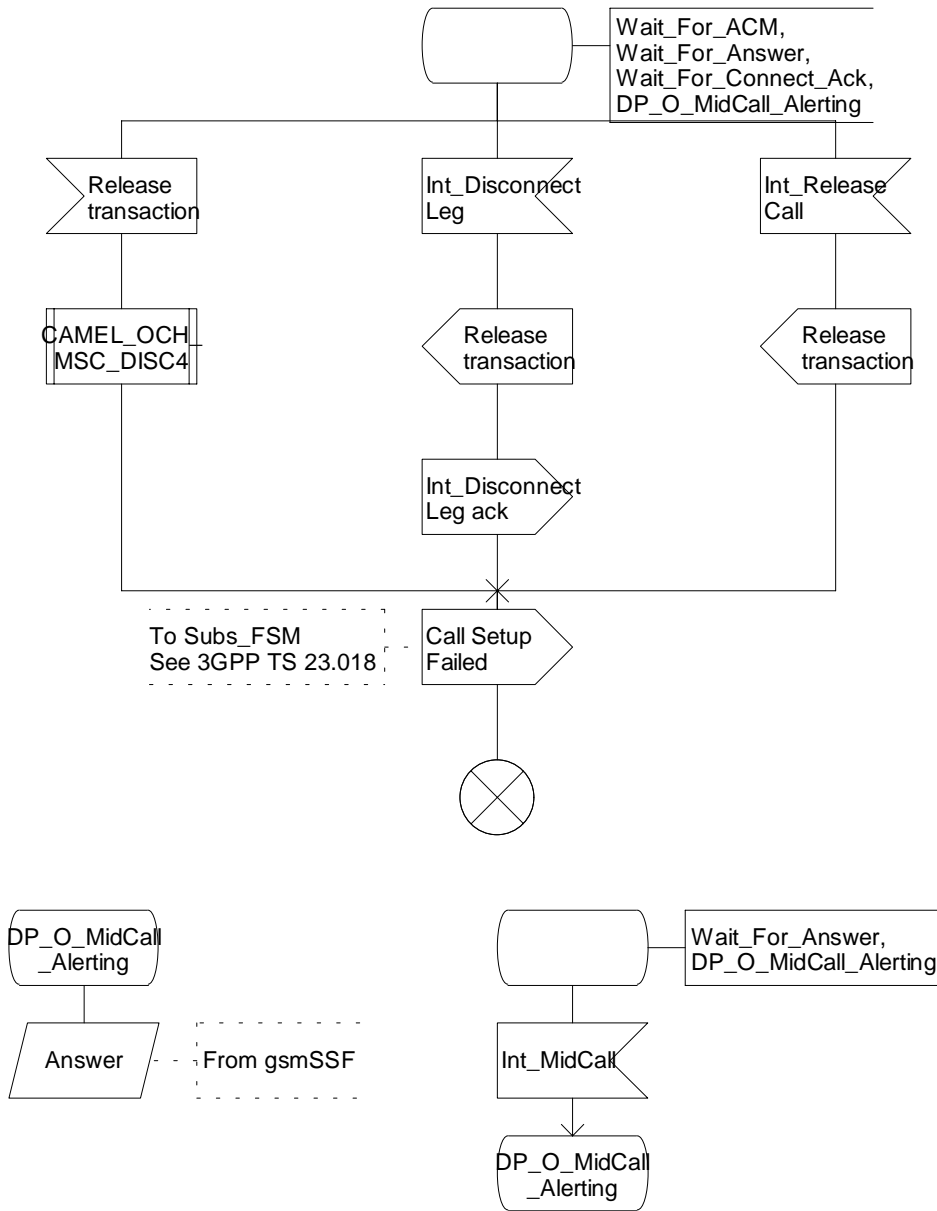 Wait_For_ACM,
Wait_For_Answer,
Wait_For_Connect_Ack,
DP_O_MidCall_Alerting
Release
transaction
Int_Disconnect
Leg
Int_Release
Call
CAMEL_OCH_
MSC_DISC4
Release
transaction
Release
transaction
Int_Disconnect
Leg ack
To Subs_FSM
See 3GPP TS 23.018
Call Setup
Failed
DP_O_MidCall
_Alerting
Wait_For_Answer,
DP_O_MidCall_Alerting
Answer
From gsmSSF
Int_MidCall
DP_O_MidCall
_Alerting